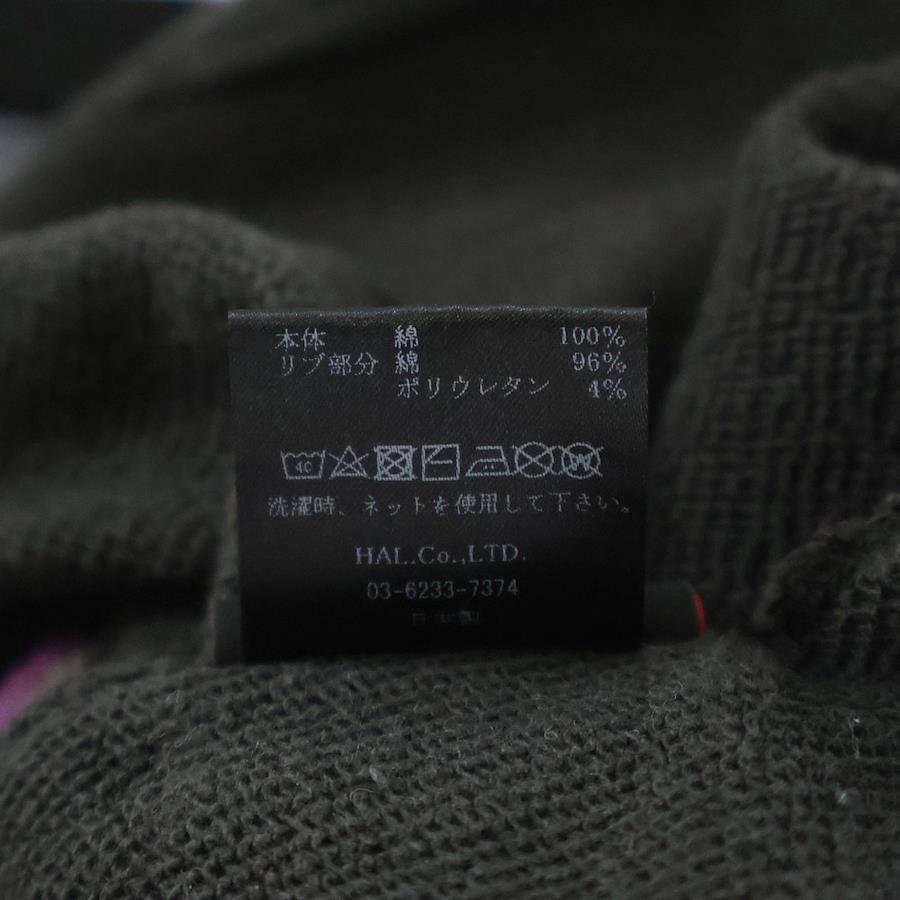 本体 綿 100%
リブ部分 綿 96%
ポリウレタン 4%
40 W
洗濯時、ネットを使用して下さい。
HAL.Co.,LTD.
03-6233-7374
日本製